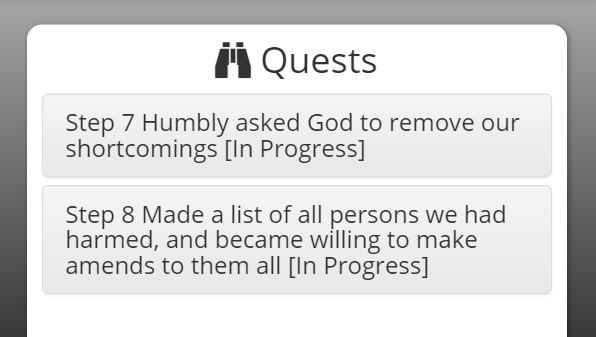 Quests
Step 7 Humbly asked God to remove our
shortcomings [In Progress]
Step 8 Made a list of all persons we had
harmed, and became willing to make
amends to them all [In Progress]